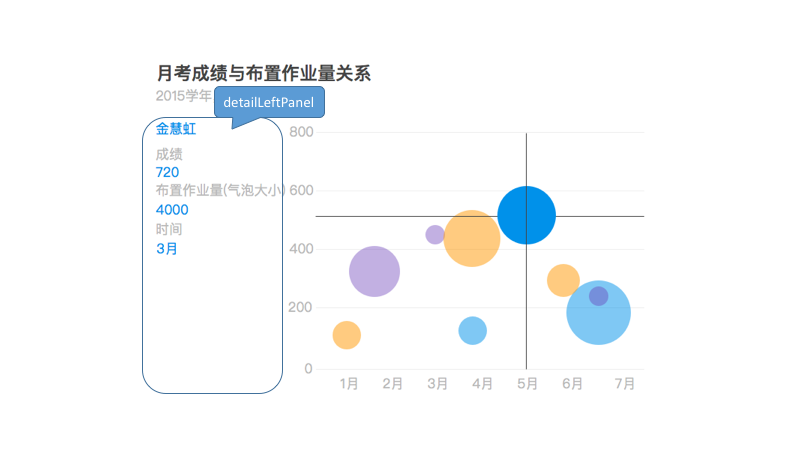 月考成绩与布置作业量关系
2015学年
detailLeftPanel
金慧虹
成绩
720
布置作业量(气泡大小)
4000
时间
3月
800
600
400
200
0
1月 2月 3月 4月 5月 6月 7月